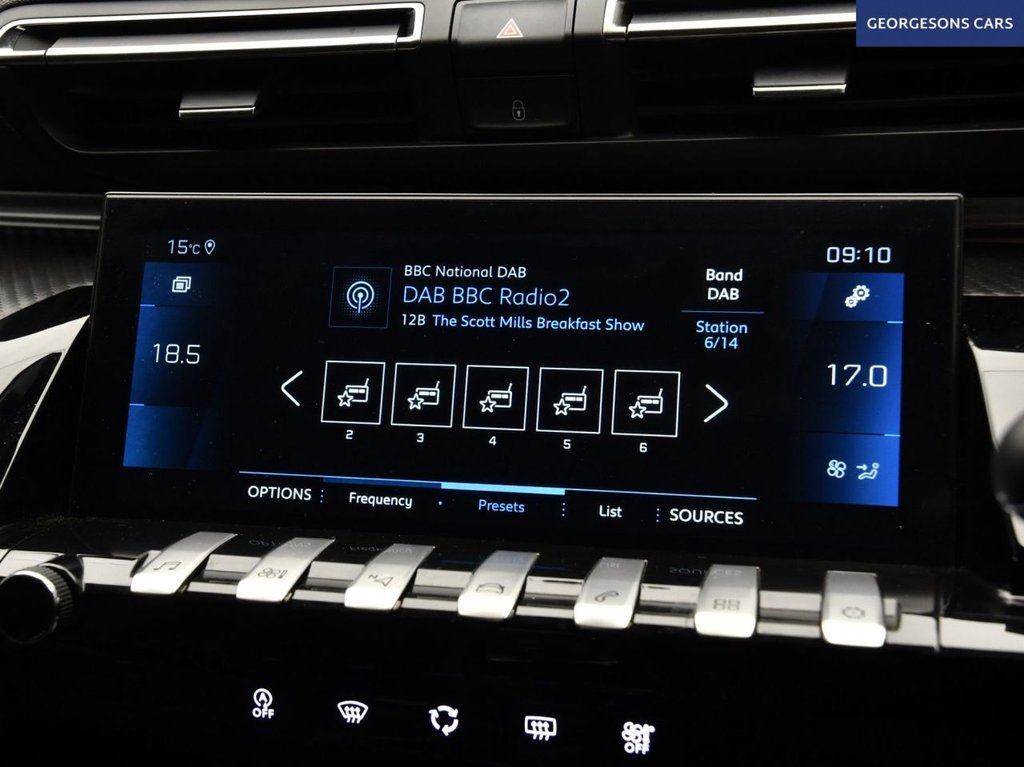 GEORGESONS CARS
15°C
09:10
BBC National DAB
DAB BBC Radio2
12B The Scott Mills Breakfast Show
Band
DAB
Station
6/14
18.5
17.0
2 3 4 5 6
OPTIONS Frequency Presets List SOURCES
N
A
OFF
OFF